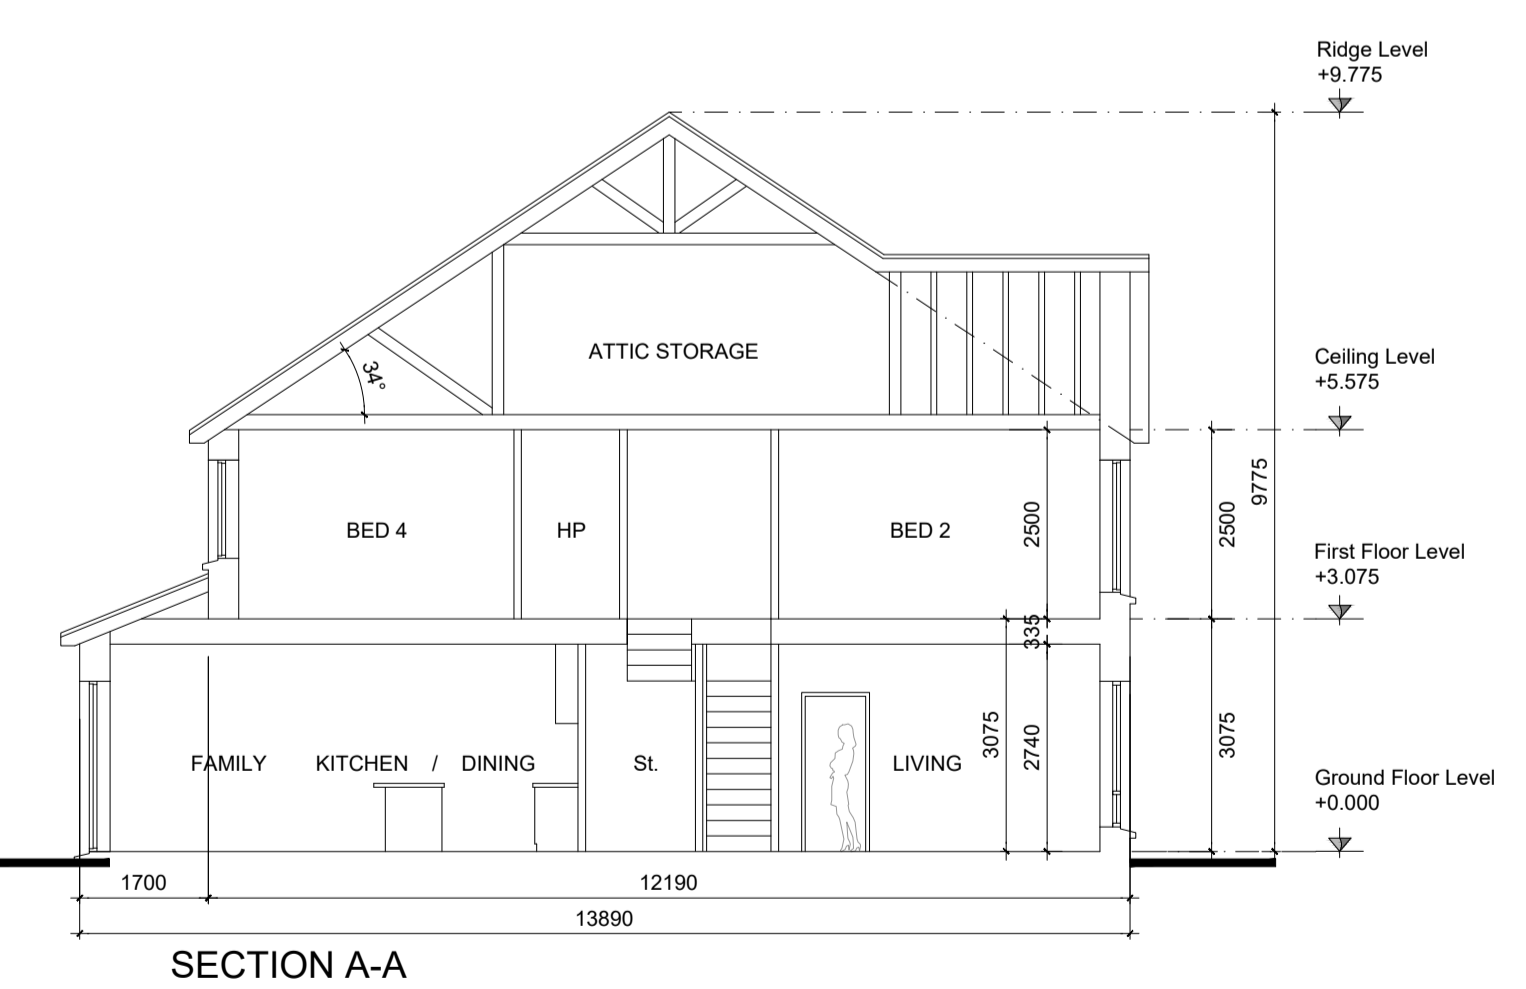 Ridge Level
+9.775
ATTIC STORAGE
34°
Ceiling Level
+5.575
9775
BED 4
HP
BED 2
2500
2500
First Floor Level
+3.075
335
3075
2740
3075
FAMILY KITCHEN / DINING
St.
LIVING
Ground Floor Level
+0.000
1700
12190
13890
SECTION A-A